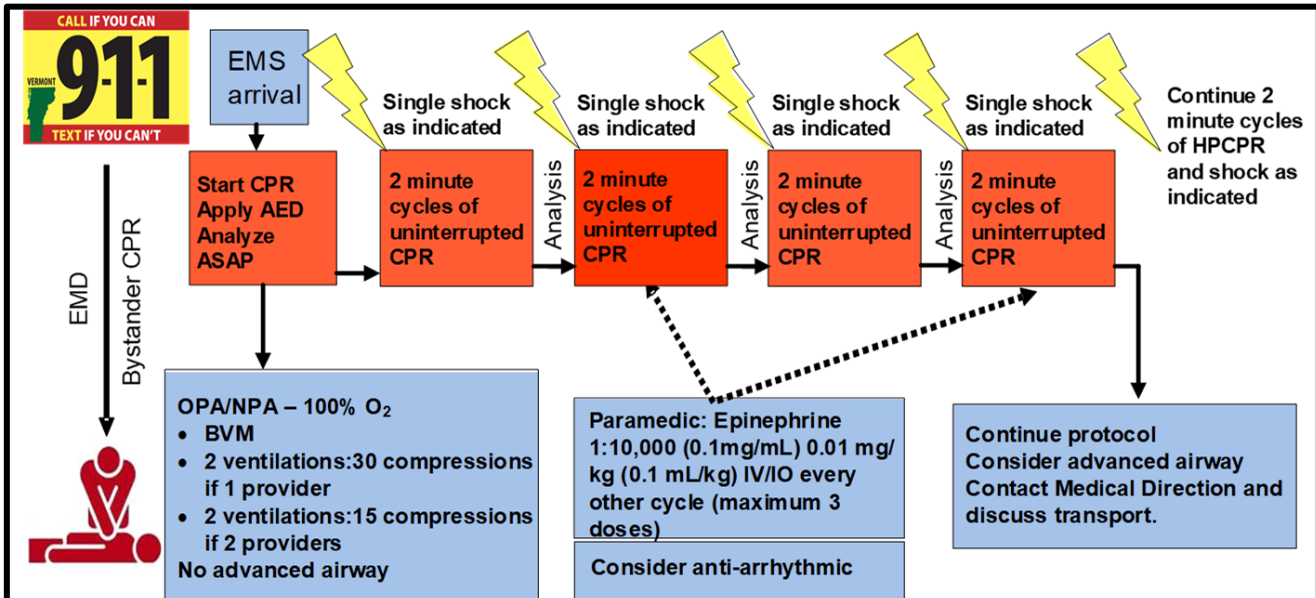 CALL IF YOU CAN
VERMONT
9-1-1
TEXT IF YOU CAN'T
EMD
Bystander CPR
EMS
arrival
Start CPR
Apply AED
Analyze
ASAP
OPA/NPA – 100% O₂
• BVM
• 2 ventilations:30 compressions
if 1 provider
• 2 ventilations:15 compressions
if 2 providers
No advanced airway
Single shock
as indicated
2 minute
cycles of
uninterrupted
CPR
Analysis
Single shock
as indicated
2 minute
cycles of
uninterrupted
CPR
Analysis
Single shock
as indicated
2 minute
cycles of
uninterrupted
CPR
Analysis
Single shock
as indicated
2 minute
cycles of
uninterrupted
CPR
Continue 2
minute cycles
of HPCPR
and shock as
indicated
Paramedic: Epinephrine
1:10,000 (0.1mg/mL) 0.01 mg/
kg (0.1 mL/kg) IV/IO every
other cycle (maximum 3
doses)
Consider anti-arrhythmic
Continue protocol
Consider advanced airway
Contact Medical Direction and
discuss transport.